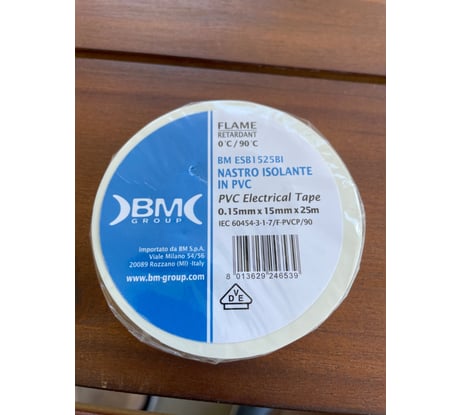 FLAME
RETARDANT
0°C/90°C
BM ESB1525BI
NASTRO ISOLANTE
IN PVC
PVC Electrical Tape
0.15mm x 15mm x 25m
IEC 60454-3-1-7/F-PVCP/90
BM
GROUP
Importato da BM S.p.A.
Viale Milano 54/56
20089 Rozzano (MI) -Italy
www.bm-group.com
8 013629 246539
VDE